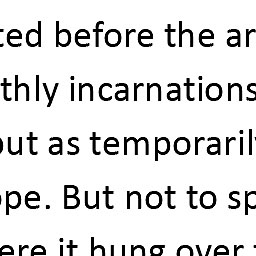 ted before the ar
thly incarnations
out as temporaril
ope. But not to sp
ere it hung over